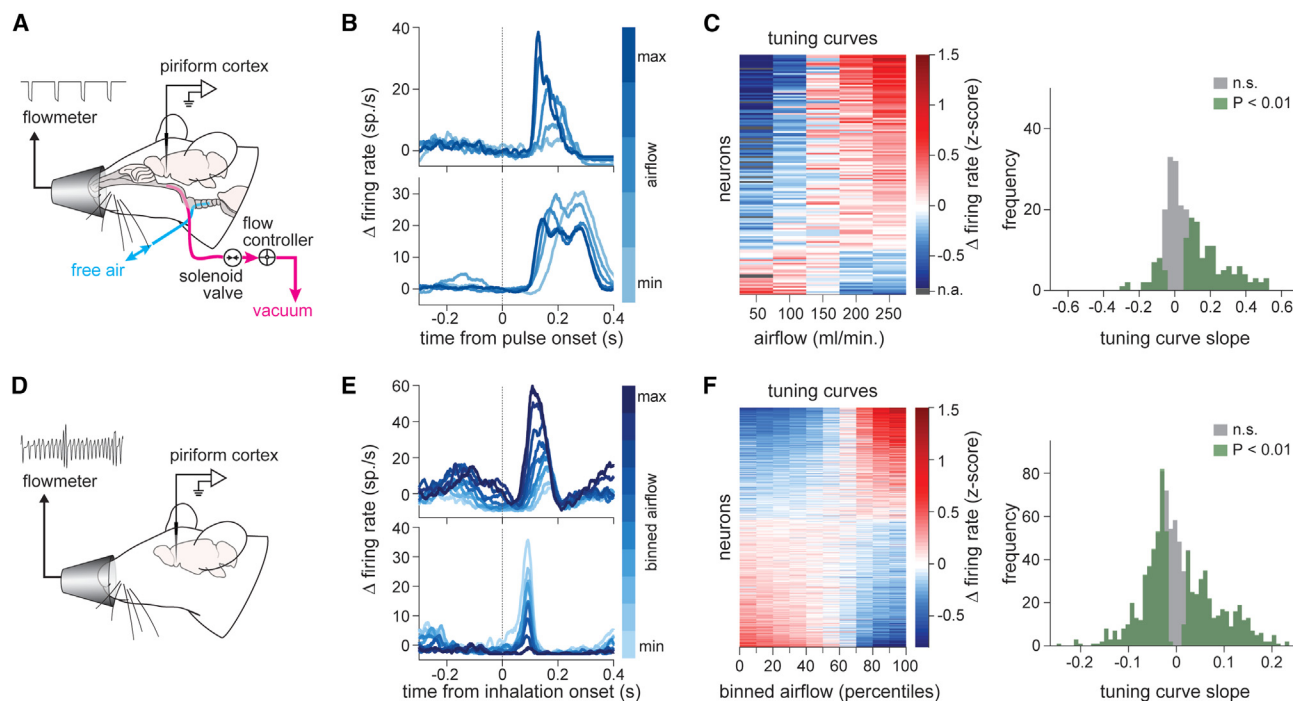 A
flowmeter
piriform cortex
free air
solenoid
valve
flow
controller
vacuum
B
Δ firing rate (sp./s)
40
20
0
30
20
10
0
-0.2 0 0.2 0.4
time from pulse onset (s)
max
airflow
min
C
tuning curves
neurons
50 100 150 200 250
airflow (ml/min.)
1.5
1
0.5
0
-0.5
n.a.
Δ firing rate (z-score)
n.s.
P < 0.01
frequency
40
20
0
-0.6 -0.4 -0.2 0 0.2 0.4 0.6
tuning curve slope
D
flowmeter
piriform cortex
E
Δ firing rate (sp./s)
60
40
20
0
40
20
0
-0.2 0 0.2 0.4
time from inhalation onset (s)
max
binned airflow
min
F
tuning curves
neurons
0 20 40 60 80 100
binned airflow (percentiles)
1.5
1
0.5
0
-0.5
Δ firing rate (z-score)
n.s.
P < 0.01
frequency
80
60
40
20
0
-0.2 -0.1 0 0.1 0.2
tuning curve slope